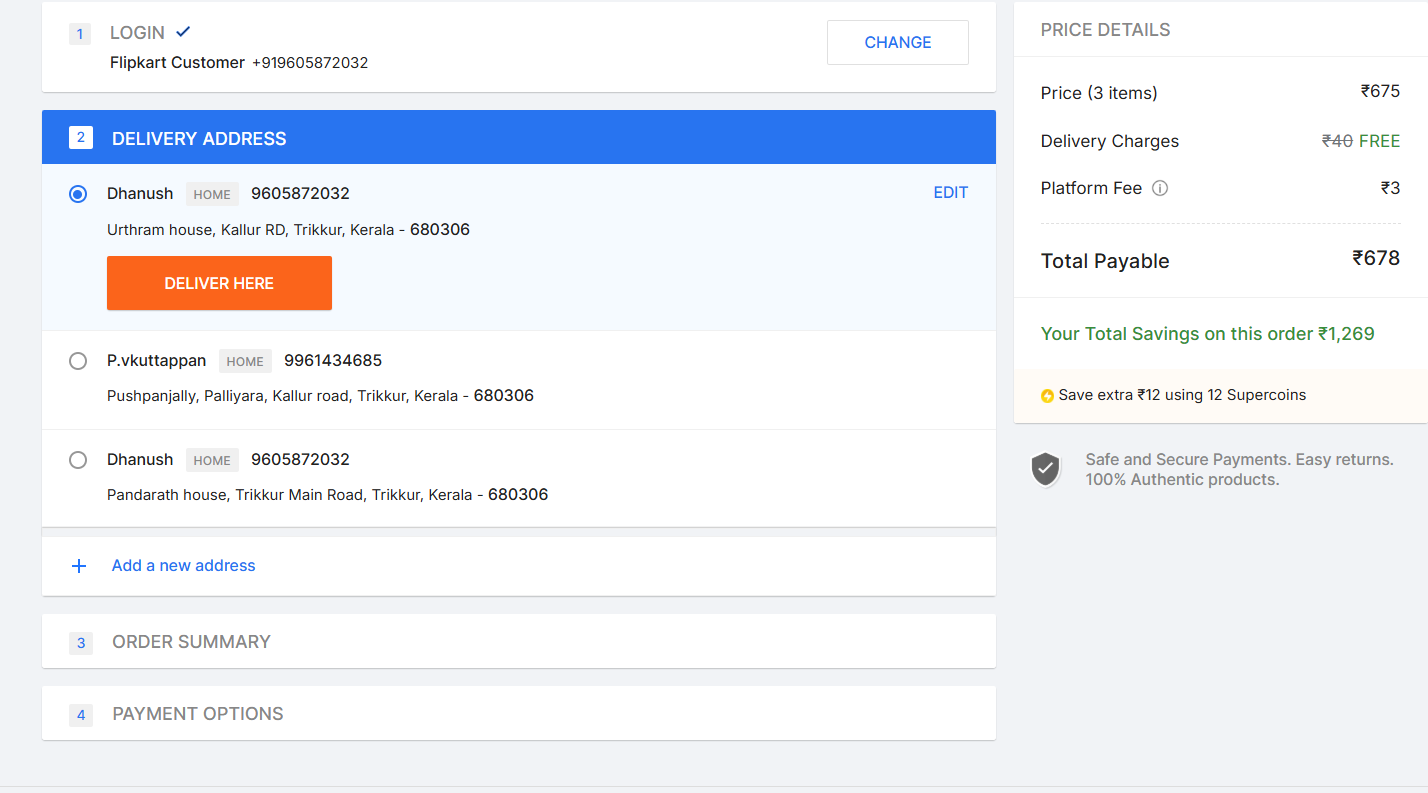 1 LOGIN
CHANGE
Flipkart Customer +919605872032
2 DELIVERY ADDRESS
Dhanush HOME 9605872032
EDIT
Urthram house, Kallur RD, Trikkur, Kerala - 680306
DELIVER HERE
P.vkuttappan HOME 9961434685
Pushpanjally, Palliyara, Kallur road, Trikkur, Kerala - 680306
Dhanush HOME 9605872032
Pandarath house, Trikkur Main Road, Trikkur, Kerala - 680306
+ Add a new address
3 ORDER SUMMARY
4 PAYMENT OPTIONS
PRICE DETAILS
Price (3 items) ₹675
Delivery Charges ₹40 FREE
Platform Fee ₹3
Total Payable ₹678
Your Total Savings on this order ₹1,269
Save extra ₹12 using 12 Supercoins
Safe and Secure Payments. Easy returns.
100% Authentic products.